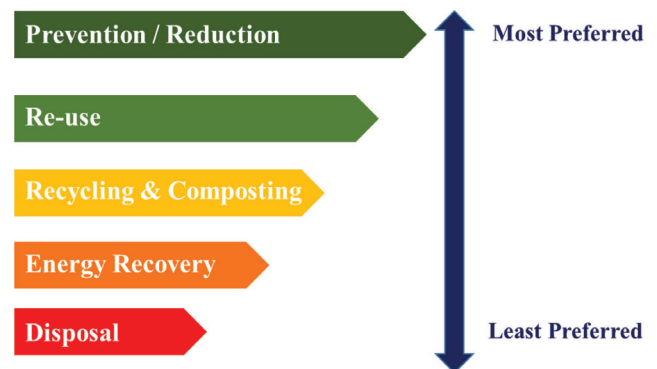 Prevention / Reduction
Most Preferred
Re-use
Recycling & Composting
Energy Recovery
Disposal
Least Preferred